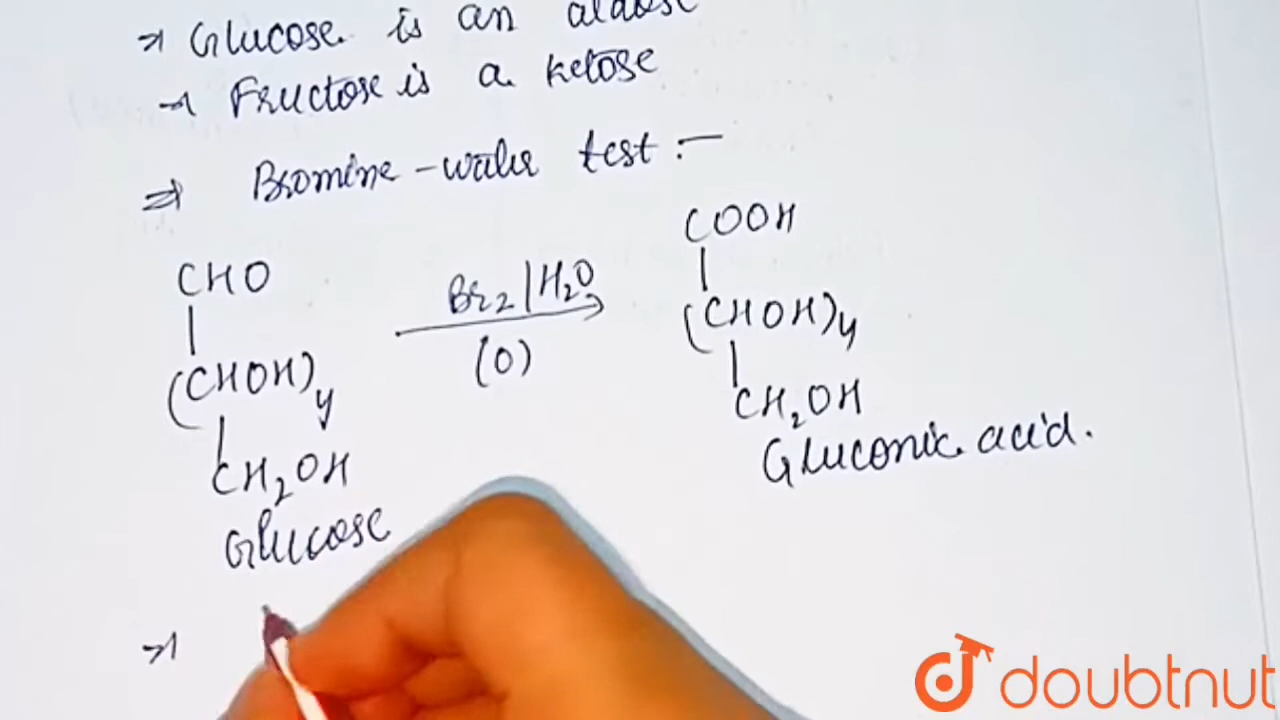 → Glucose is an aldose
→ Fructose is a ketose
⇒ Bromine-water test :-
CHO
|
(CHOH)4
|
CH2OH
Glucose
Br2/H2O
(O)
COOH
|
(CHOH)4
|
CH2OH
Gluconic acid.
→
doubtnut